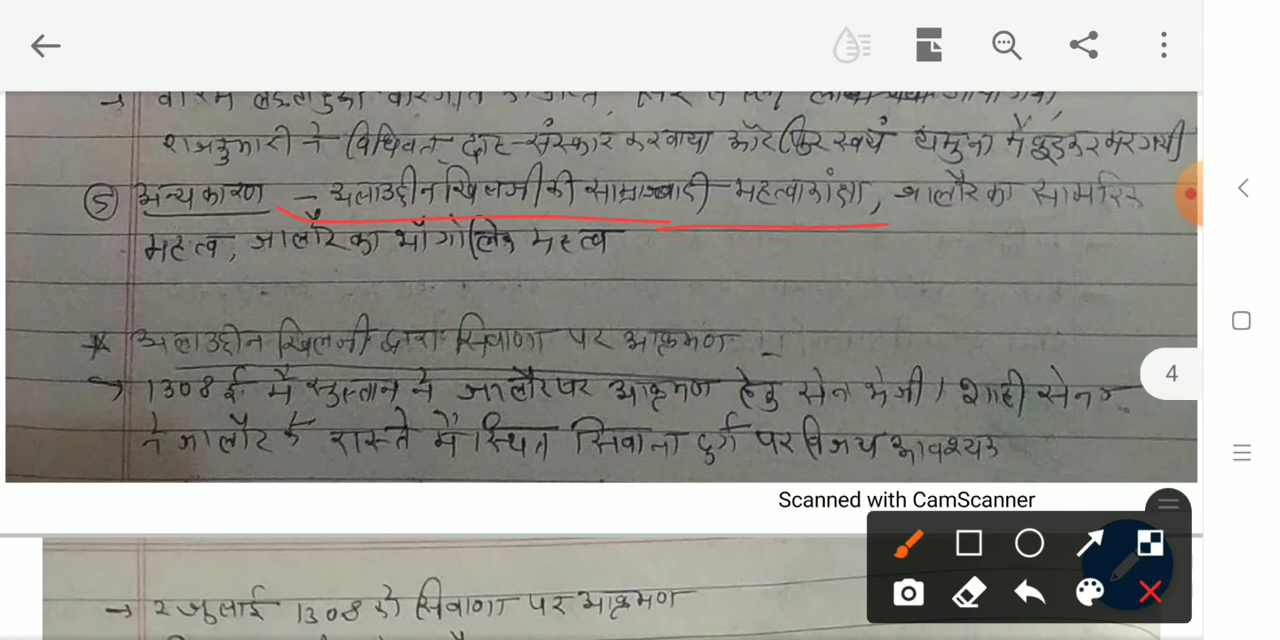 राजकुमारी ने विधिवत दाह-संस्कार करवाया और फिर स्वयं यमुना में कूदकर मर गयी
⑤ अन्य कारण - अलाउद्दीन खिलजी की साम्राज्वादी महत्वाकांक्षा, जालौर का सामरिक
महत्व, जालौर का भौगोलिक महत्व
* अलाउद्दीन खिलजी द्वारा सिवाणा पर आक्रमण -
→ 1308 ई. में सुल्तान ने जालौर पर आक्रमण हेतु सेना भेजी। शाही सेना
4
ने जालौर के रास्ते में स्थित सिवाना दुर्ग पर विजय आवश्यक
Scanned with CamScanner
→ 2 जुलाई 1308 को सिवाणा पर आक्रमण